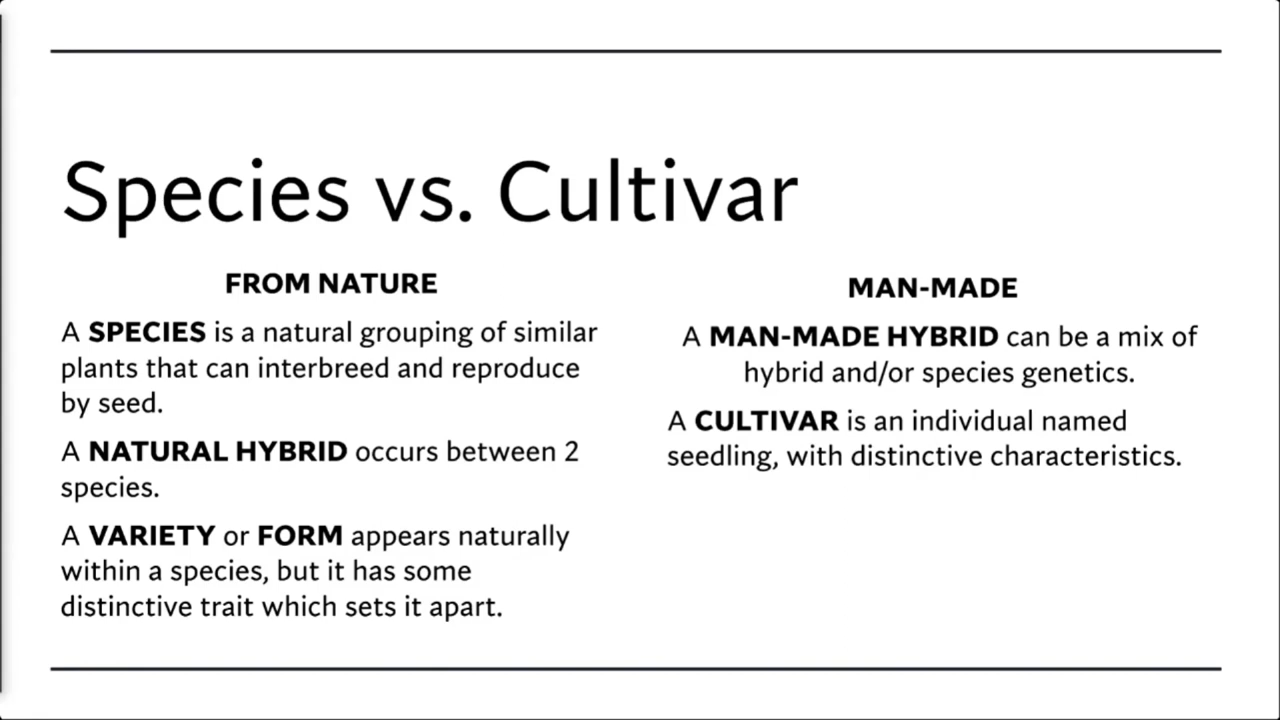 Species vs. Cultivar
FROM NATURE
A SPECIES is a natural grouping of similar
plants that can interbreed and reproduce
by seed.
A NATURAL HYBRID occurs between 2
species.
A VARIETY or FORM appears naturally
within a species, but it has some
distinctive trait which sets it apart.
MAN-MADE
A MAN-MADE HYBRID can be a mix of
hybrid and/or species genetics.
A CULTIVAR is an individual named
seedling, with distinctive characteristics.